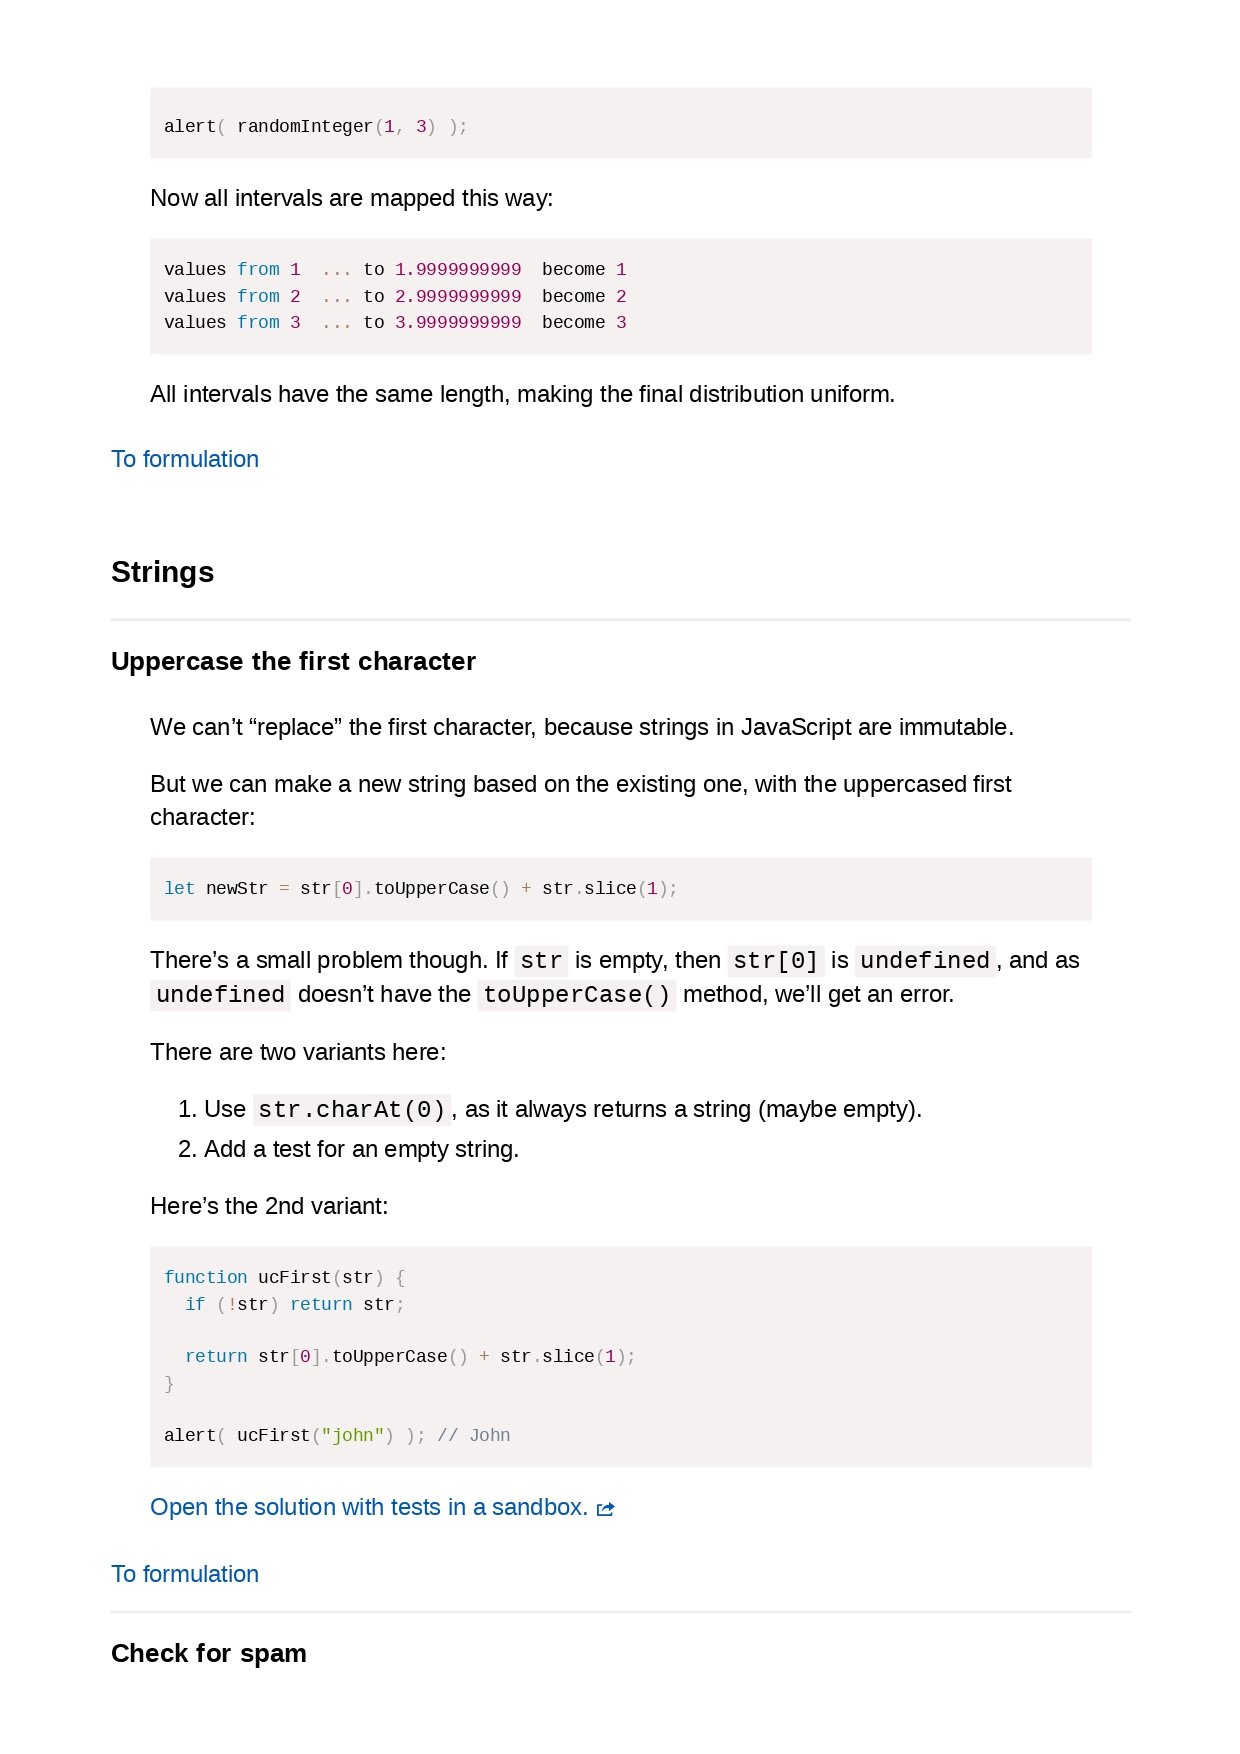 alert( randomInteger(1, 3) );
Now all intervals are mapped this way:
values from 1  ... to 1.9999999999  become 1
values from 2  ... to 2.9999999999  become 2
values from 3  ... to 3.9999999999  become 3
All intervals have the same length, making the final distribution uniform.
To formulation
Strings
Uppercase the first character
We can’t “replace” the first character, because strings in JavaScript are immutable.
But we can make a new string based on the existing one, with the uppercased first
character:
let newStr = str[0].toUpperCase() + str.slice(1);
There’s a small problem though. If str is empty, then str[0] is undefined, and as
undefined doesn’t have the toUpperCase() method, we’ll get an error.
There are two variants here:
1. Use str.charAt(0), as it always returns a string (maybe empty).
2. Add a test for an empty string.
Here’s the 2nd variant:
function ucFirst(str) {
  if (!str) return str;
  return str[0].toUpperCase() + str.slice(1);
}
alert( ucFirst("john") ); // John
Open the solution with tests in a sandbox.
To formulation
Check for spam